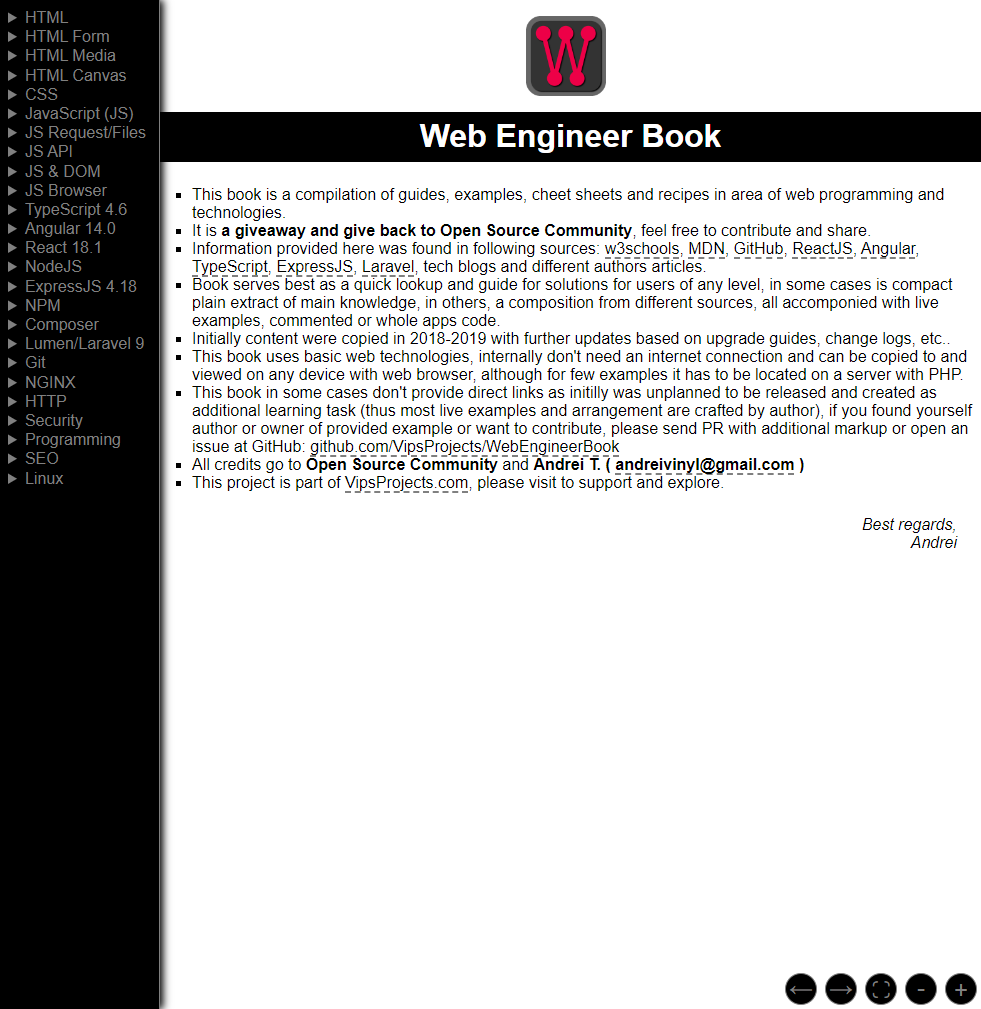 HTML
HTML Form
HTML Media
HTML Canvas
CSS
JavaScript (JS)
JS Request/Files
JS API
JS & DOM
JS Browser
TypeScript 4.6
Angular 14.0
React 18.1
NodeJS
ExpressJS 4.18
NPM
Composer
Lumen/Laravel 9
Git
NGINX
HTTP
Security
Programming
SEO
Linux
W
Web Engineer Book
This book is a compilation of guides, examples, cheet sheets and recipes in area of web programming and
technologies.
It is a giveaway and give back to Open Source Community, feel free to contribute and share.
Information provided here was found in following sources: w3schools, MDN, GitHub, ReactJS, Angular,
TypeScript, ExpressJS, Laravel, tech blogs and different authors articles.
Book serves best as a quick lookup and guide for solutions for users of any level, in some cases is compact
plain extract of main knowledge, in others, a composition from different sources, all accomponied with live
examples, commented or whole apps code.
Initially content were copied in 2018-2019 with further updates based on upgrade guides, change logs, etc..
This book uses basic web technologies, internally don't need an internet connection and can be copied to and
viewed on any device with web browser, although for few examples it has to be located on a server with PHP.
This book in some cases don't provide direct links as initilly was unplanned to be released and created as
additional learning task (thus most live examples and arrangement are crafted by author), if you found yourself
author or owner of provided example or want to contribute, please send PR with additional markup or open an
issue at GitHub: github.com/VipsProjects/WebEngineerBook
All credits go to Open Source Community and Andrei T. ( andreivinyl@gmail.com )
This project is part of VipsProjects.com, please visit to support and explore.
Best regards,
Andrei